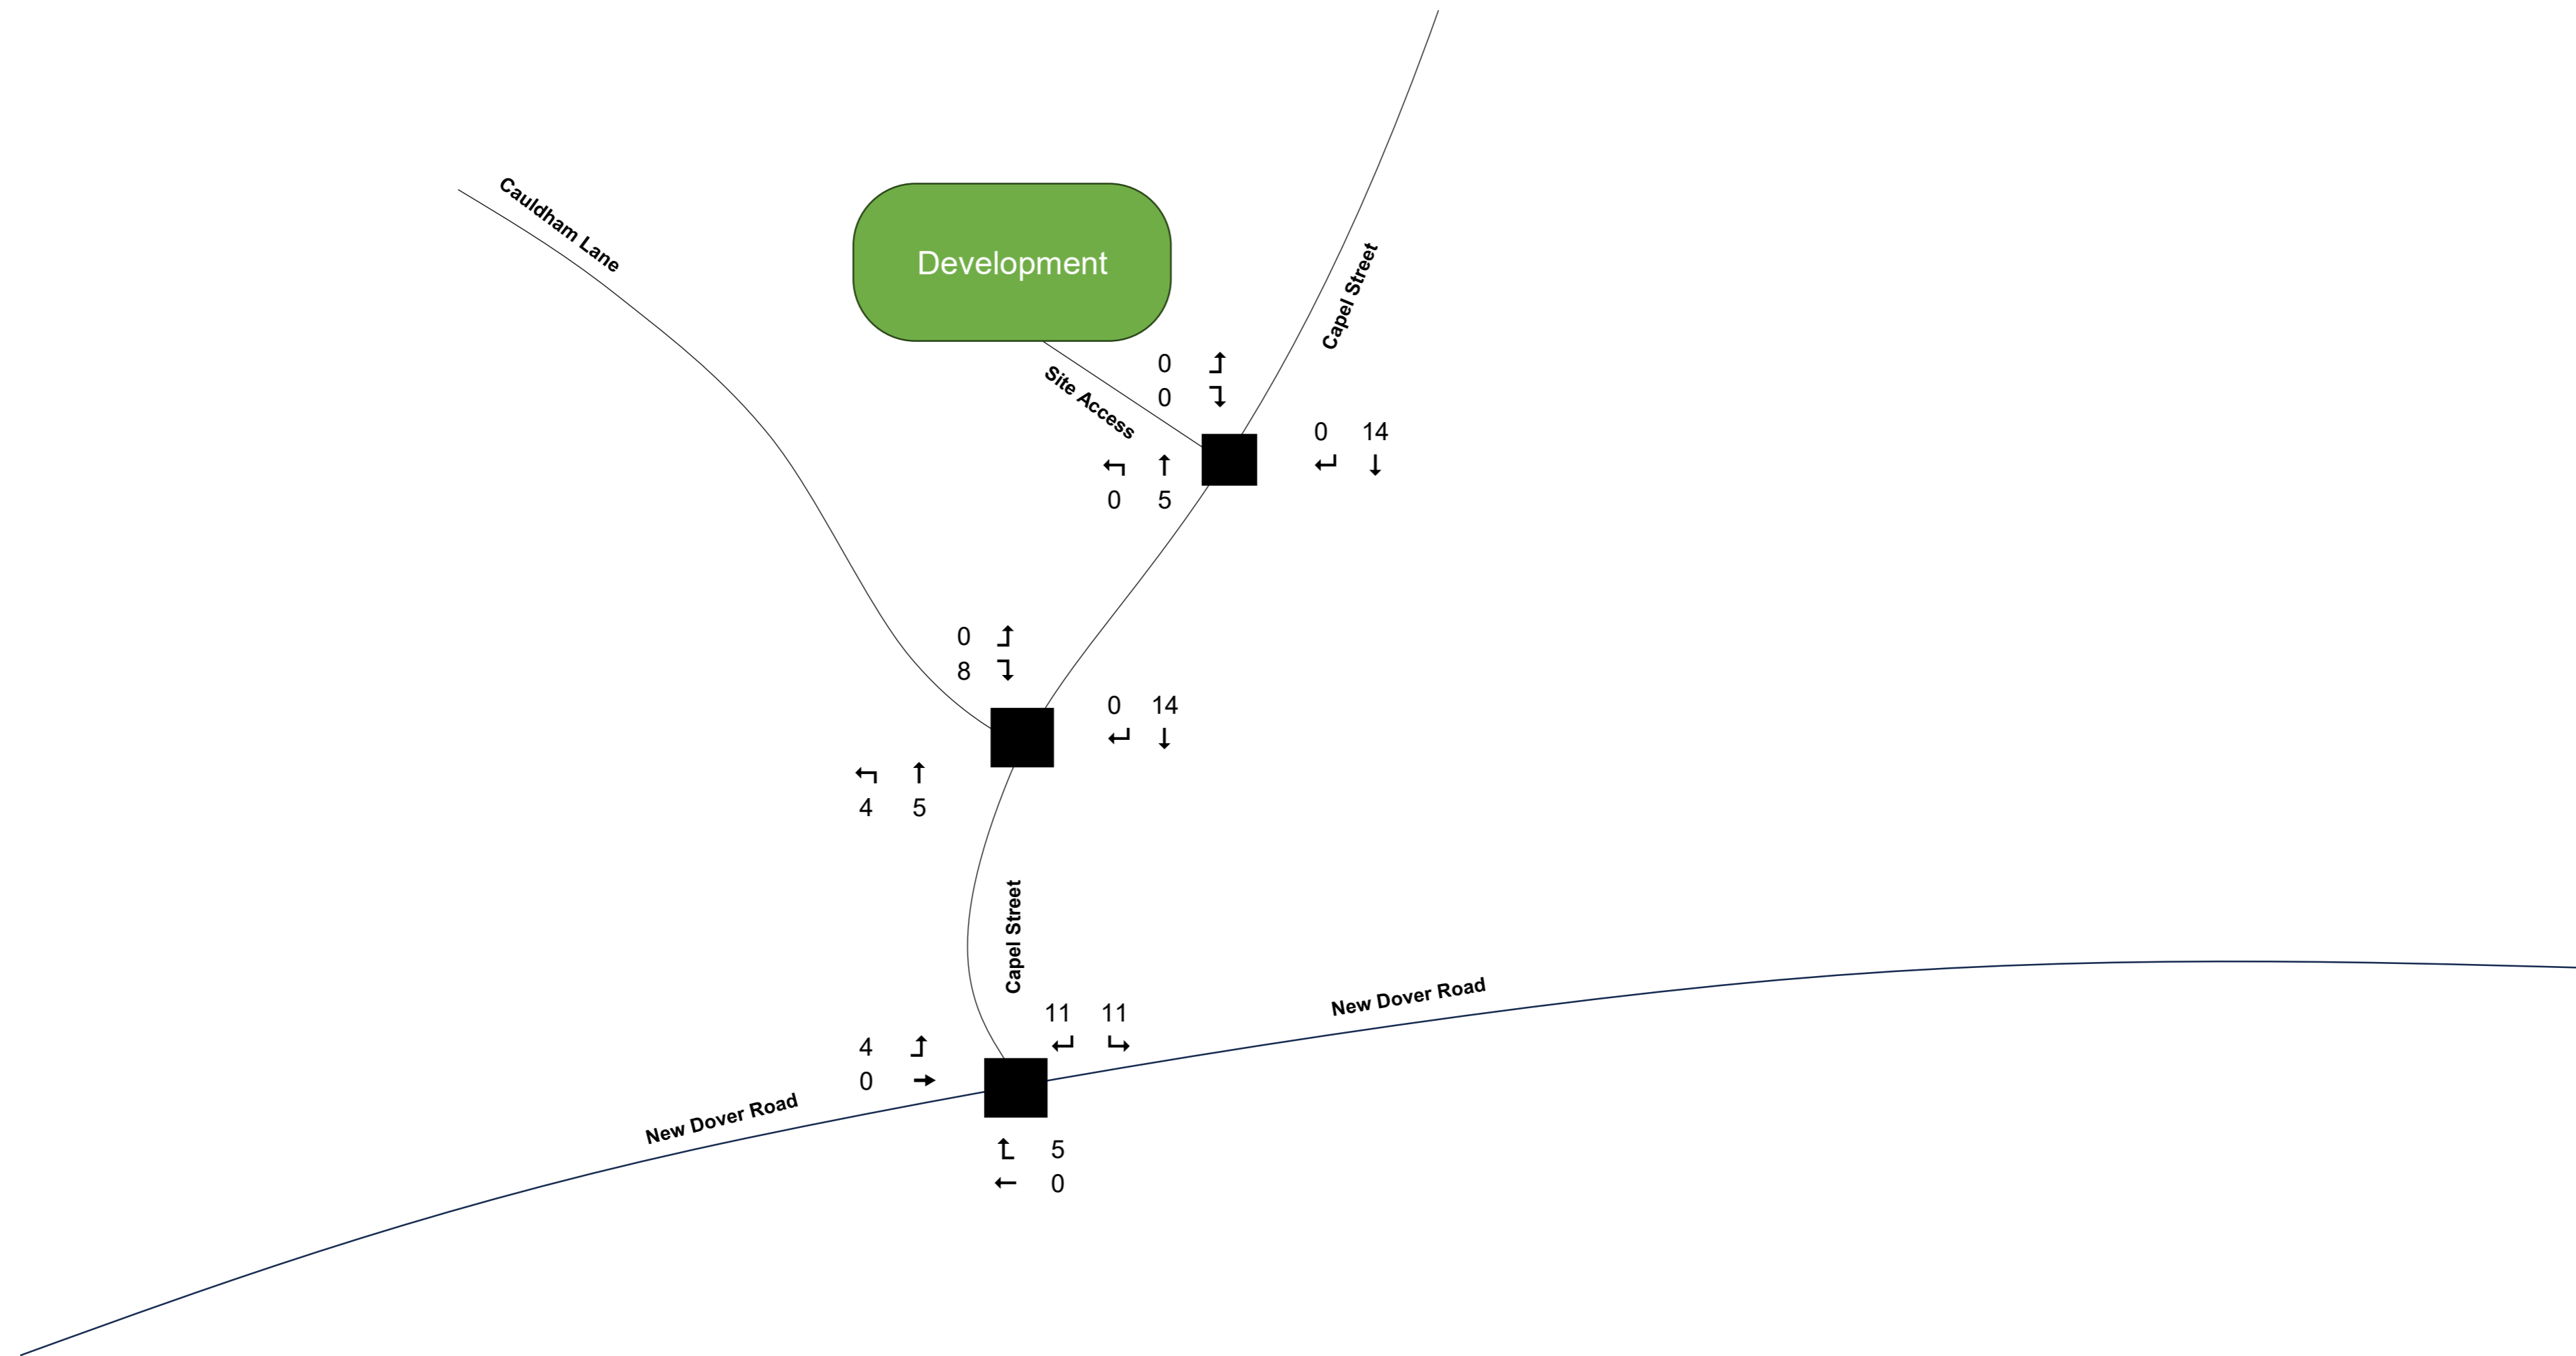 Cauldham Lane
Development
Capel Street
0
0
Site Access
0 14
0 5
0
8
0 14
4 5
Capel Street
New Dover Road
11 11
4
0
New Dover Road
5
0